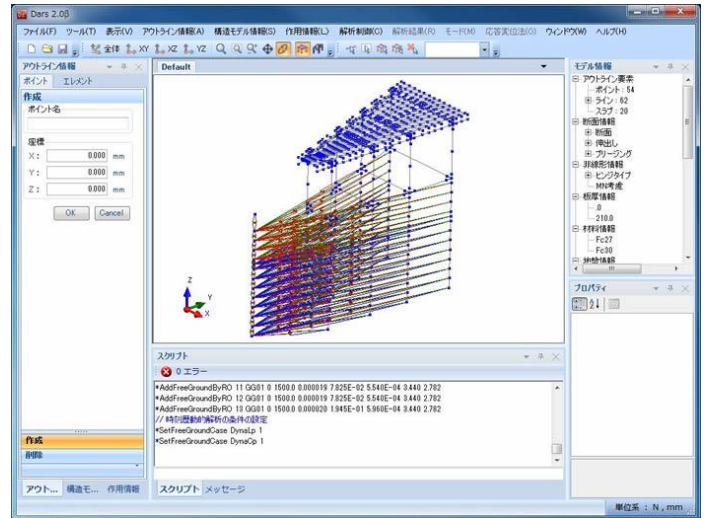 Dars 2.0β
ファイル(F) ツール(T) 表示(V) アウトライン情報(A) 構造モデル情報(S) 作用情報(L) 解析制御(C) 解析結果(R) モード(M) 応答変位法(O) ウィンドウ(W) ヘルプ(H)
全体 XY XZ YZ
アウトライン情報
ポイント エレメント
作成
ポイント名
座標
X : 0.000 mm
Y : 0.000 mm
Z : 0.000 mm
OK Cancel
作成
削除
アウト... 構造モ... 作用情報
Default
Z
Y
X
スクリプト
0 エラー
*AddFreeGroundByRO 11 GG01 0 1500.0 0.000019 7.825E-02 5.540E-04 3.440 2.782
*AddFreeGroundByRO 12 GG01 0 1500.0 0.000019 7.825E-02 5.540E-04 3.440 2.782
*AddFreeGroundByRO 13 GG01 0 1500.0 0.000020 1.945E-01 5.960E-04 3.440 2.782
// 時刻歴動的解析の条件の設定
*SetFreeGroundCase DynaLp 1
*SetFreeGroundCase DynaCp 1
スクリプト メッセージ
モデル情報
アウトライン要素
ポイント : 54
ライン : 62
スラブ : 20
断面情報
断面
押出し
ブリージング
非線形情報
ヒンジタイプ
MN考慮
板厚情報
.0
210.0
材料情報
Fc27
Fc30
地盤情報
プロパティ
単位系 : N , mm